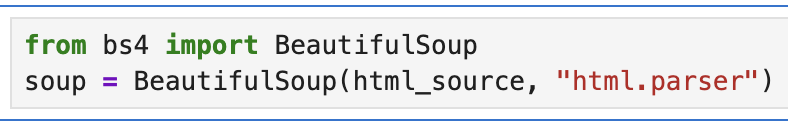 from bs4 import BeautifulSoup
soup = BeautifulSoup(html_source, "html.parser")